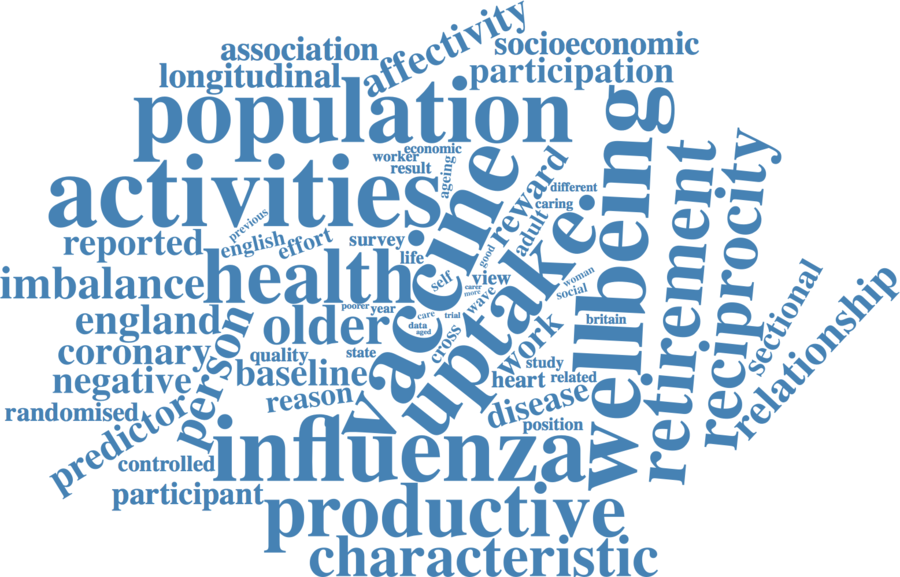 affectivity
association
socioeconomic
longitudinal
participation
population
economic
worker
result
ageing
vaccine
reward
different
caring
adult
activities
wellbeing
retirement
reciprocity
previous
reported
english
effort
survey
life
good
health
imbalance
self
view
woman
social
carer
more
wave
uptake
sectional
relationship
england
older
poorer
year
care
trial
data
aged
cross
work
britain
coronary
person
quality
state
study
negative
baseline
heart
related
reason
disease
randomised
predictor
position
influenza
controlled
participant
productive
characteristic